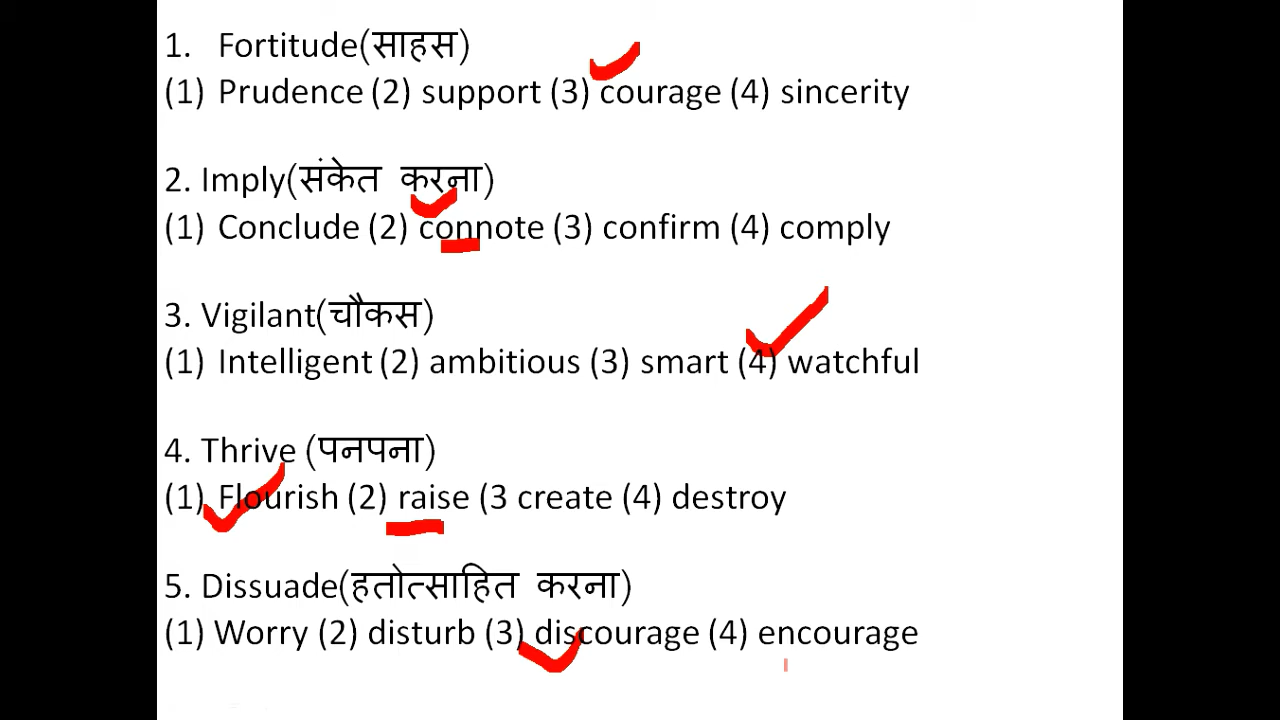 1. Fortitude(साहस)
(1) Prudence (2) support (3) courage (4) sincerity
2. Imply(संकेत करना)
(1) Conclude (2) connote (3) confirm (4) comply
3. Vigilant(चौकस)
(1) Intelligent (2) ambitious (3) smart (4) watchful
4. Thrive (पनपना)
(1) Flourish (2) raise (3 create (4) destroy
5. Dissuade(हतोत्साहित करना)
(1) Worry (2) disturb (3) discourage (4) encourage